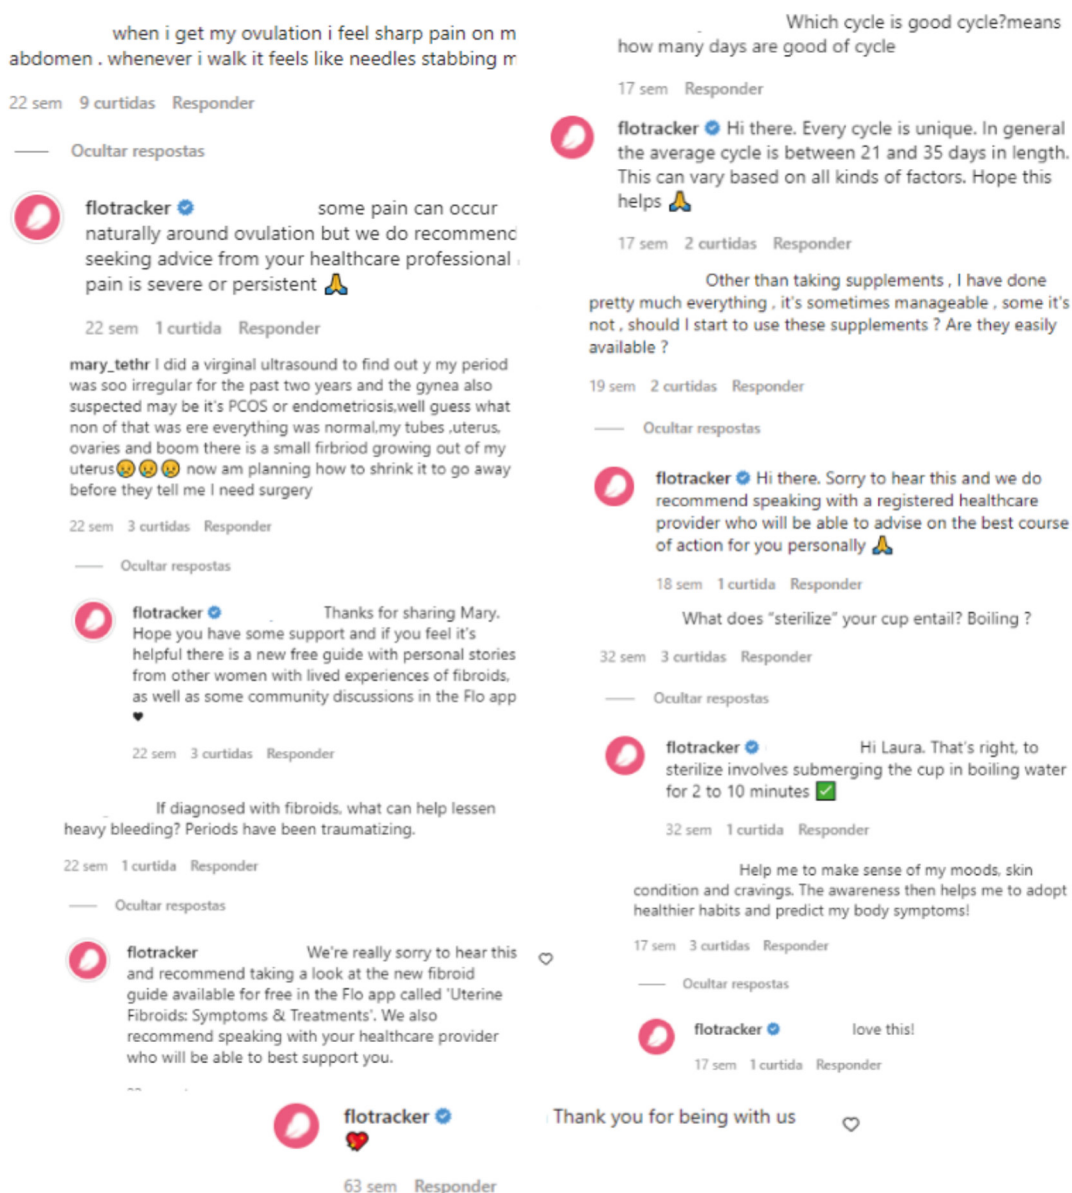 when i get my ovulation i feel sharp pain on m
abdomen . whenever i walk it feels like needles stabbing m
22 sem 9 curtidas Responder
Ocultar respostas
flotracker some pain can occur
naturally around ovulation but we do recommend
seeking advice from your healthcare professional
pain is severe or persistent 🙏
22 sem 1 curtida Responder
mary_tethr I did a virginal ultrasound to find out y my period
was soo irregular for the past two years and the gynea also
suspected may be it's PCOS or endometriosis,well guess what
non of that was ere everything was normal,my tubes ,uterus,
ovaries and boom there is a small firbriod growing out of my
uterus😢😢😢 now am planning how to shrink it to go away
before they tell me I need surgery
22 sem 3 curtidas Responder
Ocultar respostas
flotracker Thanks for sharing Mary.
Hope you have some support and if you feel it's
helpful there is a new free guide with personal stories
from other women with lived experiences of fibroids,
as well as some community discussions in the Flo app
♥
22 sem 3 curtidas Responder
If diagnosed with fibroids, what can help lessen
heavy bleeding? Periods have been traumatizing.
22 sem 1 curtida Responder
Ocultar respostas
flotracker We're really sorry to hear this
and recommend taking a look at the new fibroid
guide available for free in the Flo app called 'Uterine
Fibroids: Symptoms & Treatments'. We also
recommend speaking with your healthcare provider
who will be able to best support you.
Which cycle is good cycle?means
how many days are good of cycle
17 sem Responder
flotracker Hi there. Every cycle is unique. In general
the average cycle is between 21 and 35 days in length.
This can vary based on all kinds of factors. Hope this
helps 🙏
17 sem 2 curtidas Responder
Other than taking supplements , I have done
pretty much everything , it's sometimes manageable , some it's
not , should I start to use these supplements ? Are they easily
available ?
19 sem 2 curtidas Responder
Ocultar respostas
flotracker Hi there. Sorry to hear this and we do
recommend speaking with a registered healthcare
provider who will be able to advise on the best course
of action for you personally 🙏
18 sem 1 curtida Responder
What does "sterilize" your cup entail? Boiling ?
32 sem 3 curtidas Responder
Ocultar respostas
flotracker Hi Laura. That's right, to
sterilize involves submerging the cup in boiling water
for 2 to 10 minutes ✅
32 sem 1 curtida Responder
Help me to make sense of my moods, skin
condition and cravings. The awareness then helps me to adopt
healthier habits and predict my body symptoms!
17 sem 3 curtidas Responder
Ocultar respostas
flotracker love this!
17 sem 1 curtida Responder
flotracker Thank you for being with us
💖
63 sem Responder